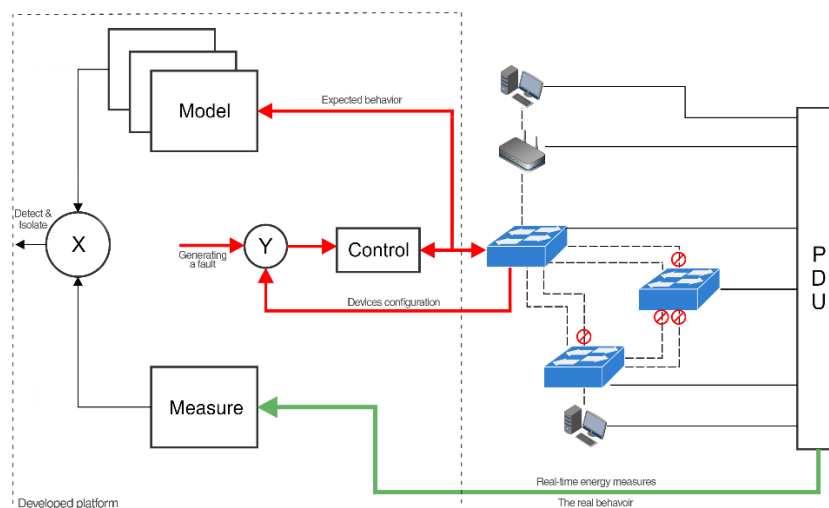 Model
Expected behavior
Detect &
Isolate
X
Generating
a fault
Y
Control
Devices configuration
P
D
U
Measure
Real-time energy measures
Developed platform
The real behavoir